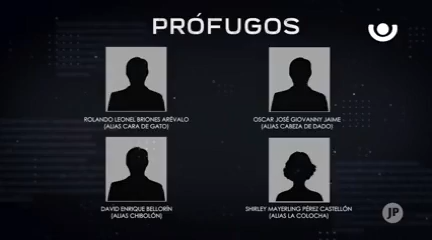 PRÓFUGOS
ROLANDO LEONEL BRIONES ARÉVALO
(ALIAS CARA DE GATO)
OSCAR JOSÉ GIOVANNY JAIME
(ALIAS CABEZA DE DADO)
DAVID ENRIQUE BELLORÍN
(ALIAS CHIBOLÓN)
SHIRLEY MAYERLING PÉREZ CASTELLÓN
(ALIAS LA COLOCHA)
JP